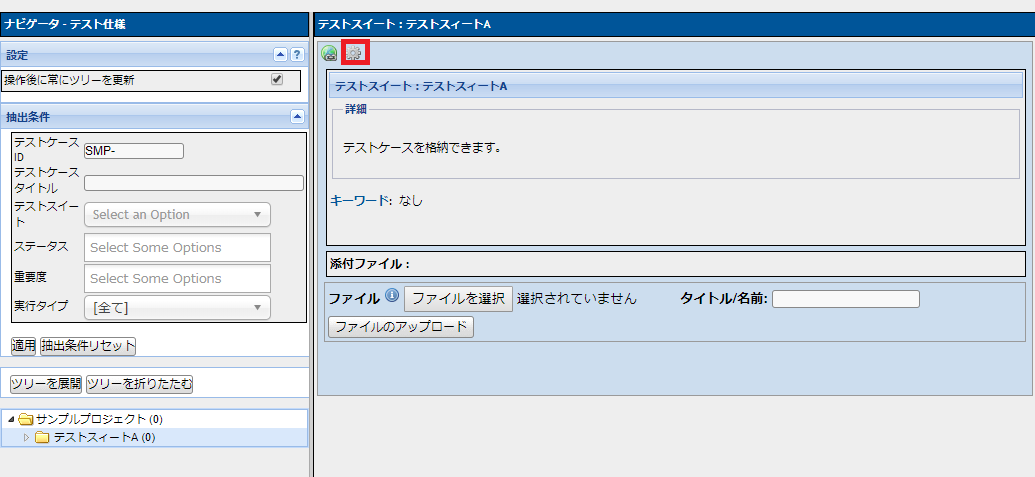 ナビゲータ - テスト仕様
設定
?
操作後に常にツリーを更新
抽出条件
テストケース
ID
SMP-
テストケース
タイトル
テストスイー
ト
Select an Option
ステータス
Select Some Options
重要度
Select Some Options
実行タイプ
[全て]
適用 抽出条件リセット
ツリーを展開 ツリーを折りたたむ
サンプルプロジェクト (0)
テストスィートA (0)
テストスイート : テストスィートA
テストスイート : テストスィートA
詳細
テストケースを格納できます。
キーワード: なし
添付ファイル :
ファイル ファイルを選択 選択されていません タイトル/名前:
ファイルのアップロード